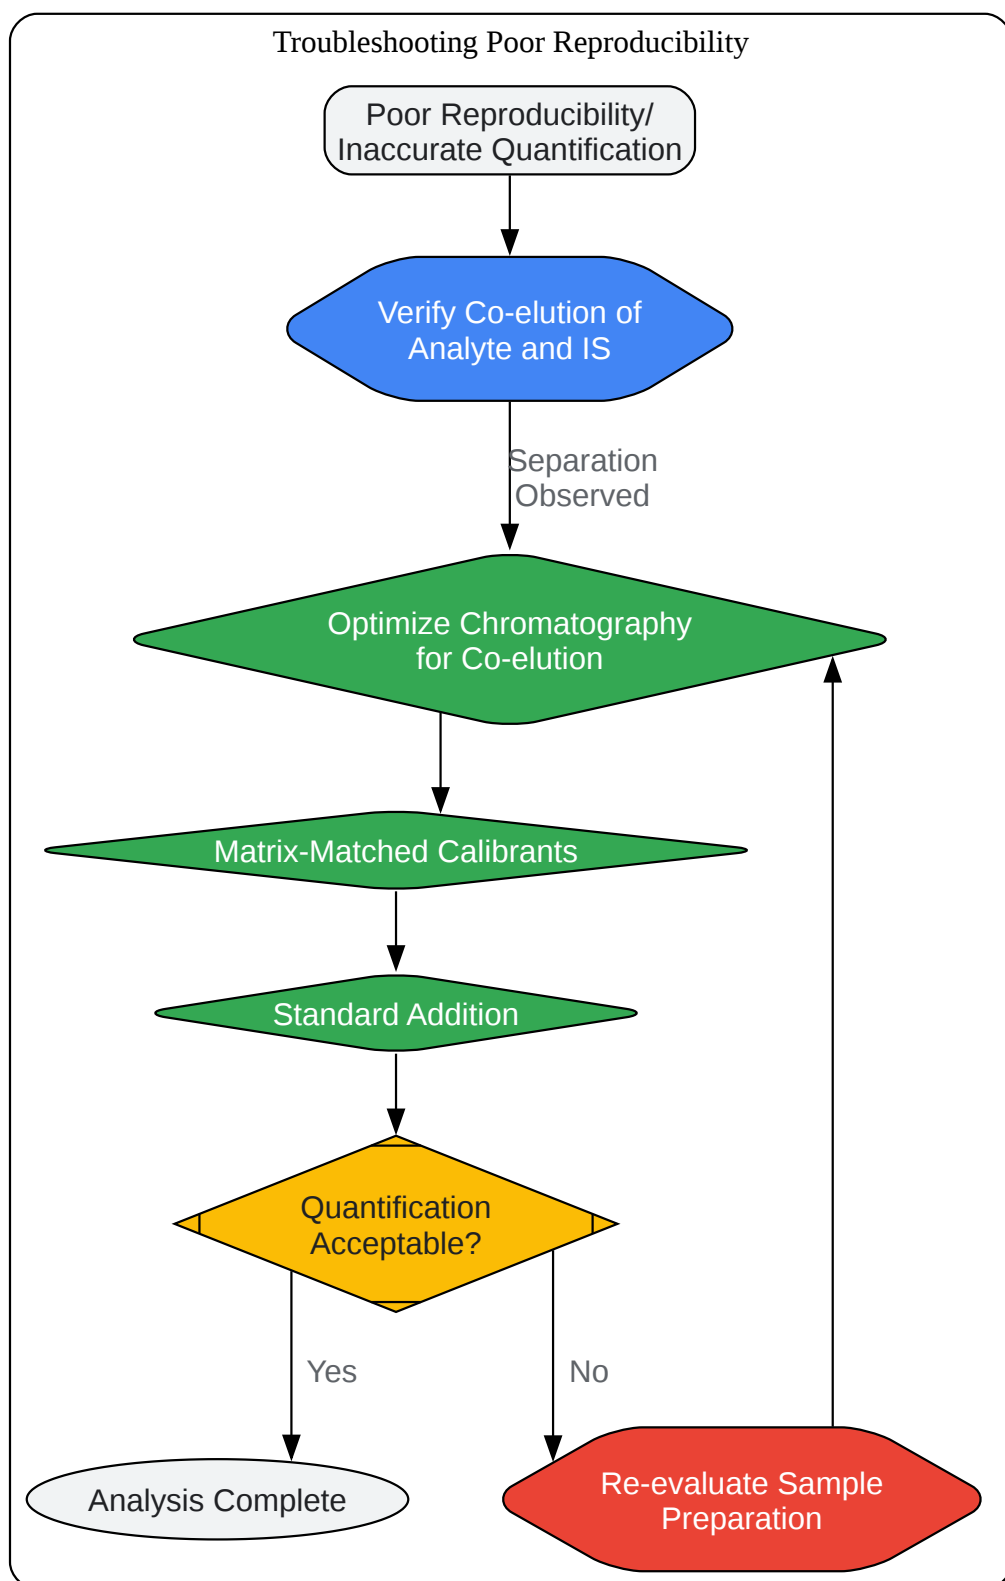 Troubleshooting Poor Reproducibility
Poor Reproducibility/
Inaccurate Quantification
Verify Co-elution of
Analyte and IS
Separation
Observed
Optimize Chromatography
for Co-elution
Matrix-Matched Calibrants
Standard Addition
Quantification
Acceptable?
Yes
No
Analysis Complete
Re-evaluate Sample
Preparation